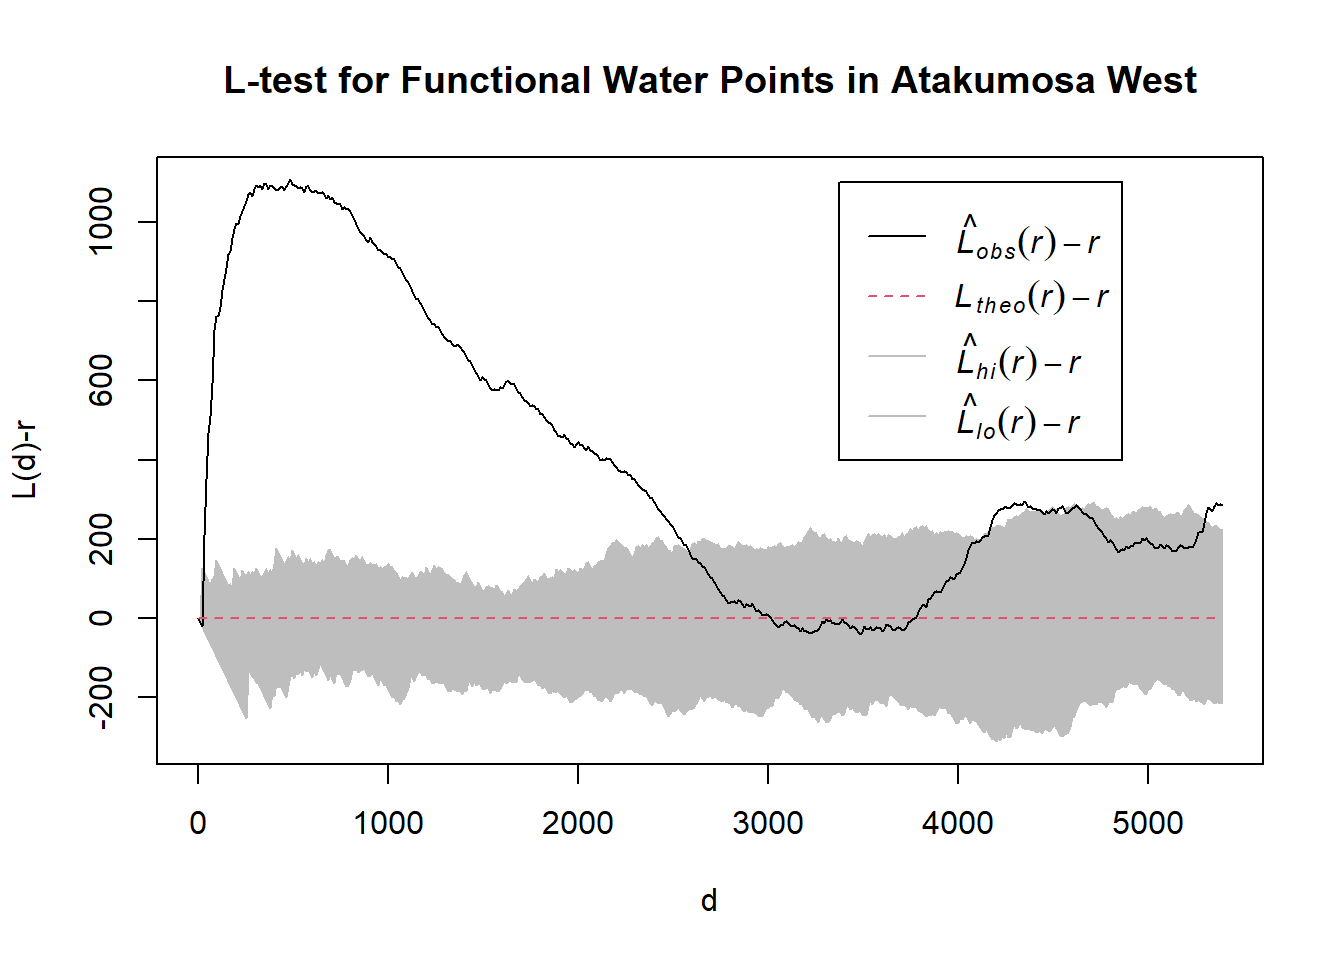 L-test for Functional Water Points in Atakumosa West
L(d)-r
1000
600
200
0
-200
L̂obs(r) – r
Ltheo(r) – r
L̂hi(r) – r
L̂lo(r) – r
0 1000 2000 3000 4000 5000
d